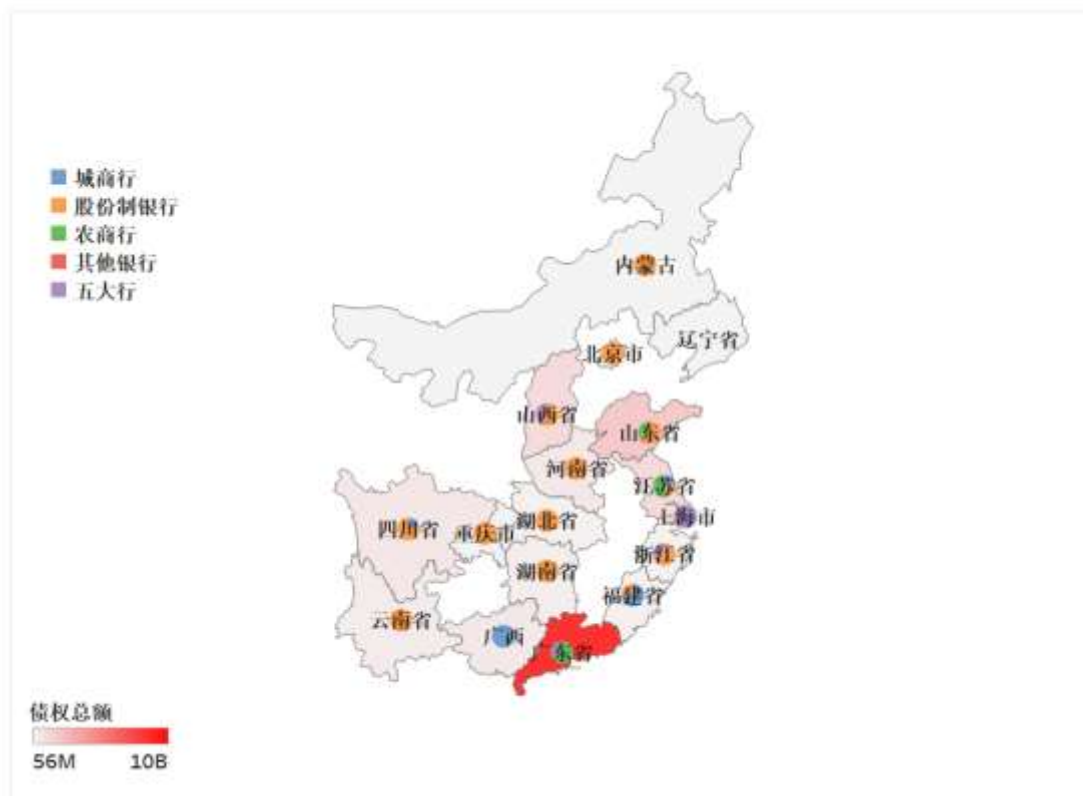 城商行
股份制银行
农商行
其他银行
五大行
内蒙古
辽宁省
北京市
山西省
山东省
河南省
江苏省
上海市
四川省
重庆市
湖北省
浙江省
湖南省
福建省
云南省
广西
广东省
债权总额
56M 10B